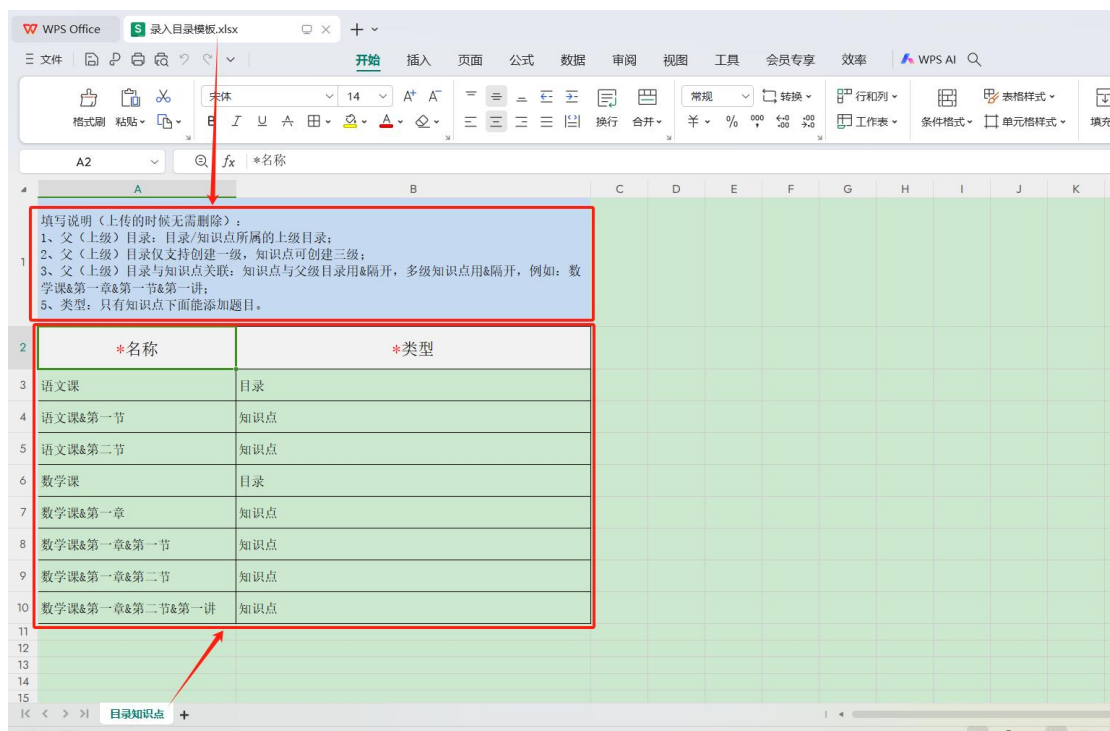 WPS Office
录入目录模板.xlsx
文件
开始 插入 页面 公式 数据 审阅 视图 工具 会员专享 效率 WPS AI
宋体 14 A+ A- 常规 转换 行和列 表格样式
格式刷 粘贴 B I U A A 换行 合并 ¥ % 工作表 条件格式 单元格样式 填充
A2 fx *名称
A B C D E F G H I J K
1
填写说明（上传的时候无需删除）：
1、父（上级）目录：目录/知识点所属的上级目录；
2、父（上级）目录仅支持创建一级，知识点可创建三级；
3、父（上级）目录与知识点关联：知识点与父级目录用&隔开，多级知识点用&隔开，例如：数
学课&第一章&第一节&第一讲；
5、类型：只有知识点下面能添加题目。
2 *名称 *类型
3 语文课 目录
4 语文课&第一节 知识点
5 语文课&第二节 知识点
6 数学课 目录
7 数学课&第一章 知识点
8 数学课&第一章&第一节 知识点
9 数学课&第一章&第二节 知识点
10 数学课&第一章&第二节&第一讲 知识点
11
12
13
14
15
目录知识点